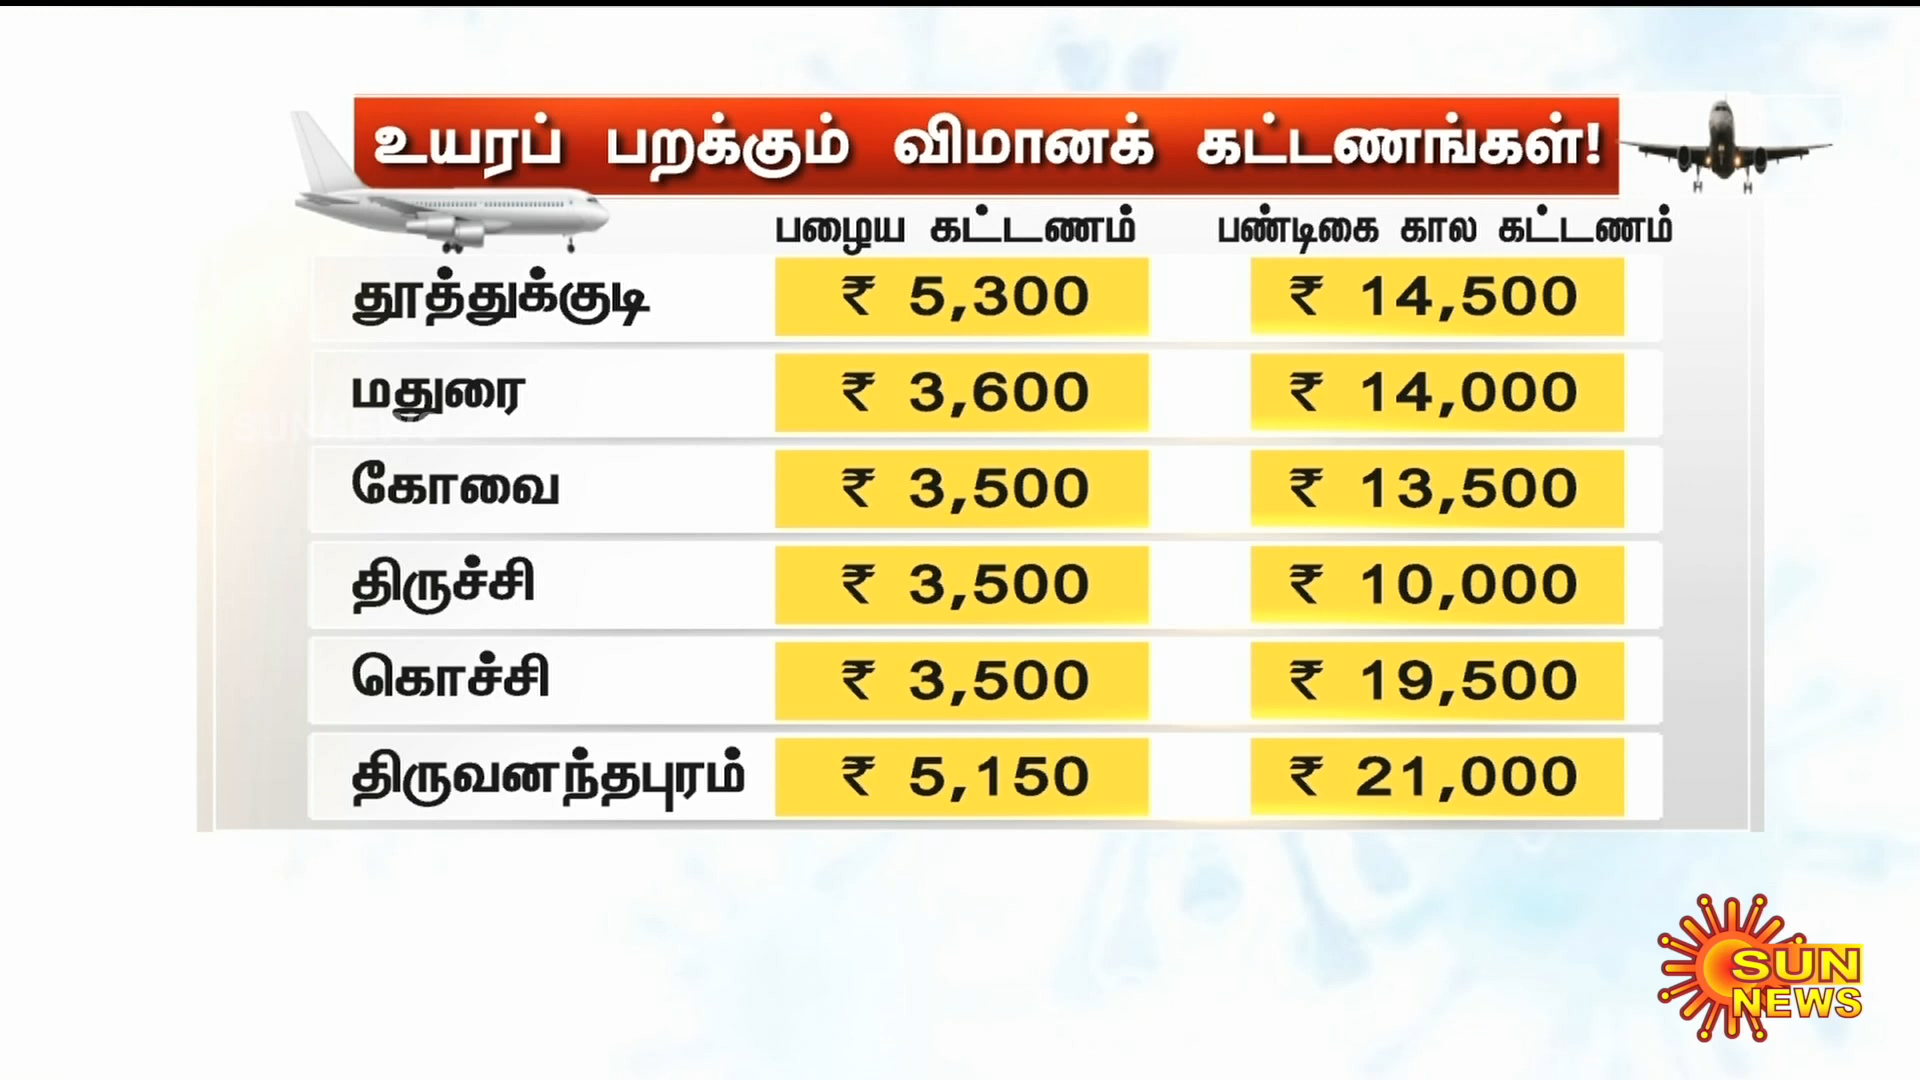 உயரப் பறக்கும் விமானக் கட்டணங்கள்!
பழைய கட்டணம் பண்டிகை கால கட்டணம்
தூத்துக்குடி ₹ 5,300 ₹ 14,500
மதுரை ₹ 3,600 ₹ 14,000
கோவை ₹ 3,500 ₹ 13,500
திருச்சி ₹ 3,500 ₹ 10,000
கொச்சி ₹ 3,500 ₹ 19,500
திருவனந்தபுரம் ₹ 5,150 ₹ 21,000
SUN
NEWS